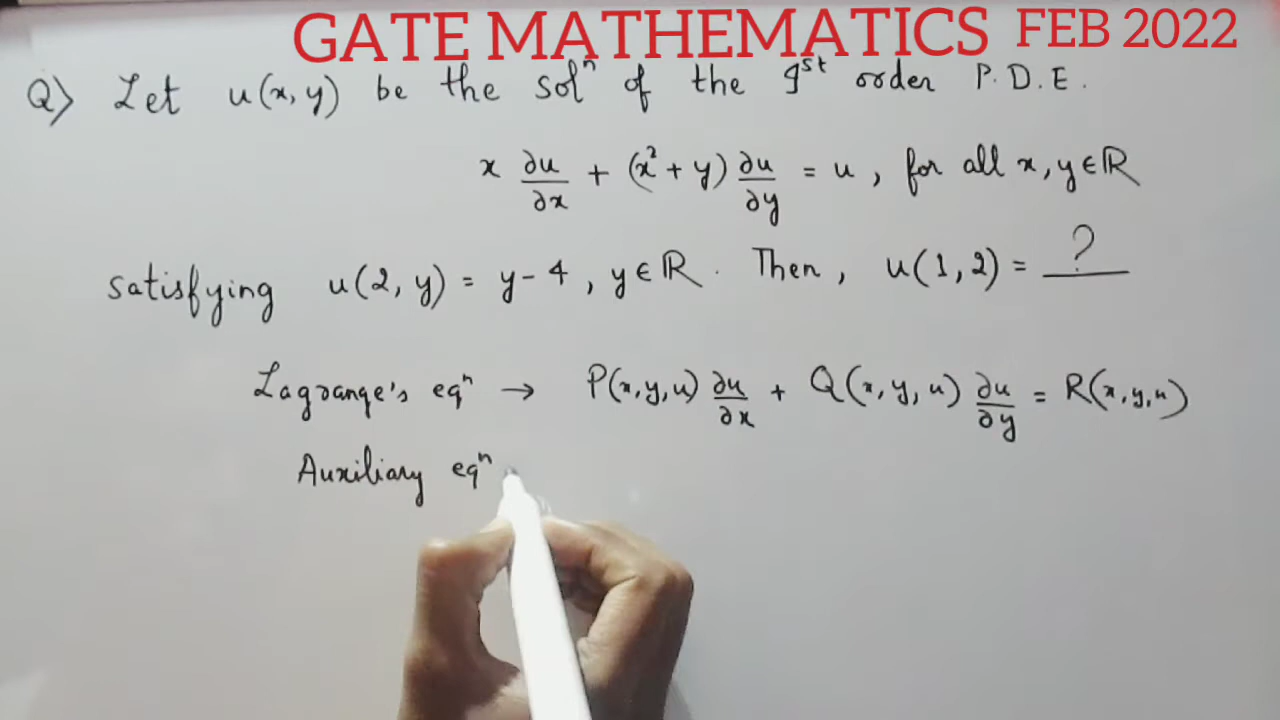 GATE MATHEMATICS FEB 2022
Q) Let u(x, y) be the solⁿ of the Iˢᵗ order P.D.E.
x ∂u/∂x + (x² + y) ∂u/∂y = u , for all x, y ∈ ℝ
satisfying u(2, y) = y - 4 , y ∈ ℝ . Then , u(1, 2) = ?
Lagrange's eqⁿ → P(x, y, u) ∂u/∂x + Q(x, y, u) ∂u/∂y = R(x, y, u)
Auxiliary eqⁿ